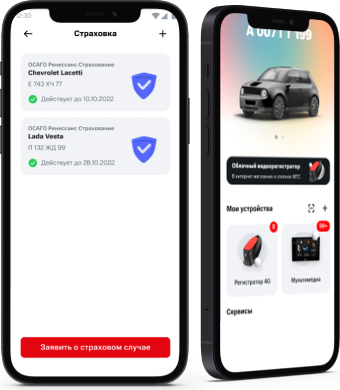 12:30
Страховка
ОСАГО Ренессанс Страхование
Chevrolet Lacetti
Е 743 ХЧ 77
Действует до 10.10.2022
ОСАГО Ренессанс Страхование
Lada Vesta
П 132 ЖД 99
Действует до 28.10.2022
Заявить о страховом случае
А 0071 Т 199
Облачный видеорегистратор
В интернет магазине и салонах МТС
Мои устройства
8
99+
Регистратор 40
Мультимедиа
Сервисы